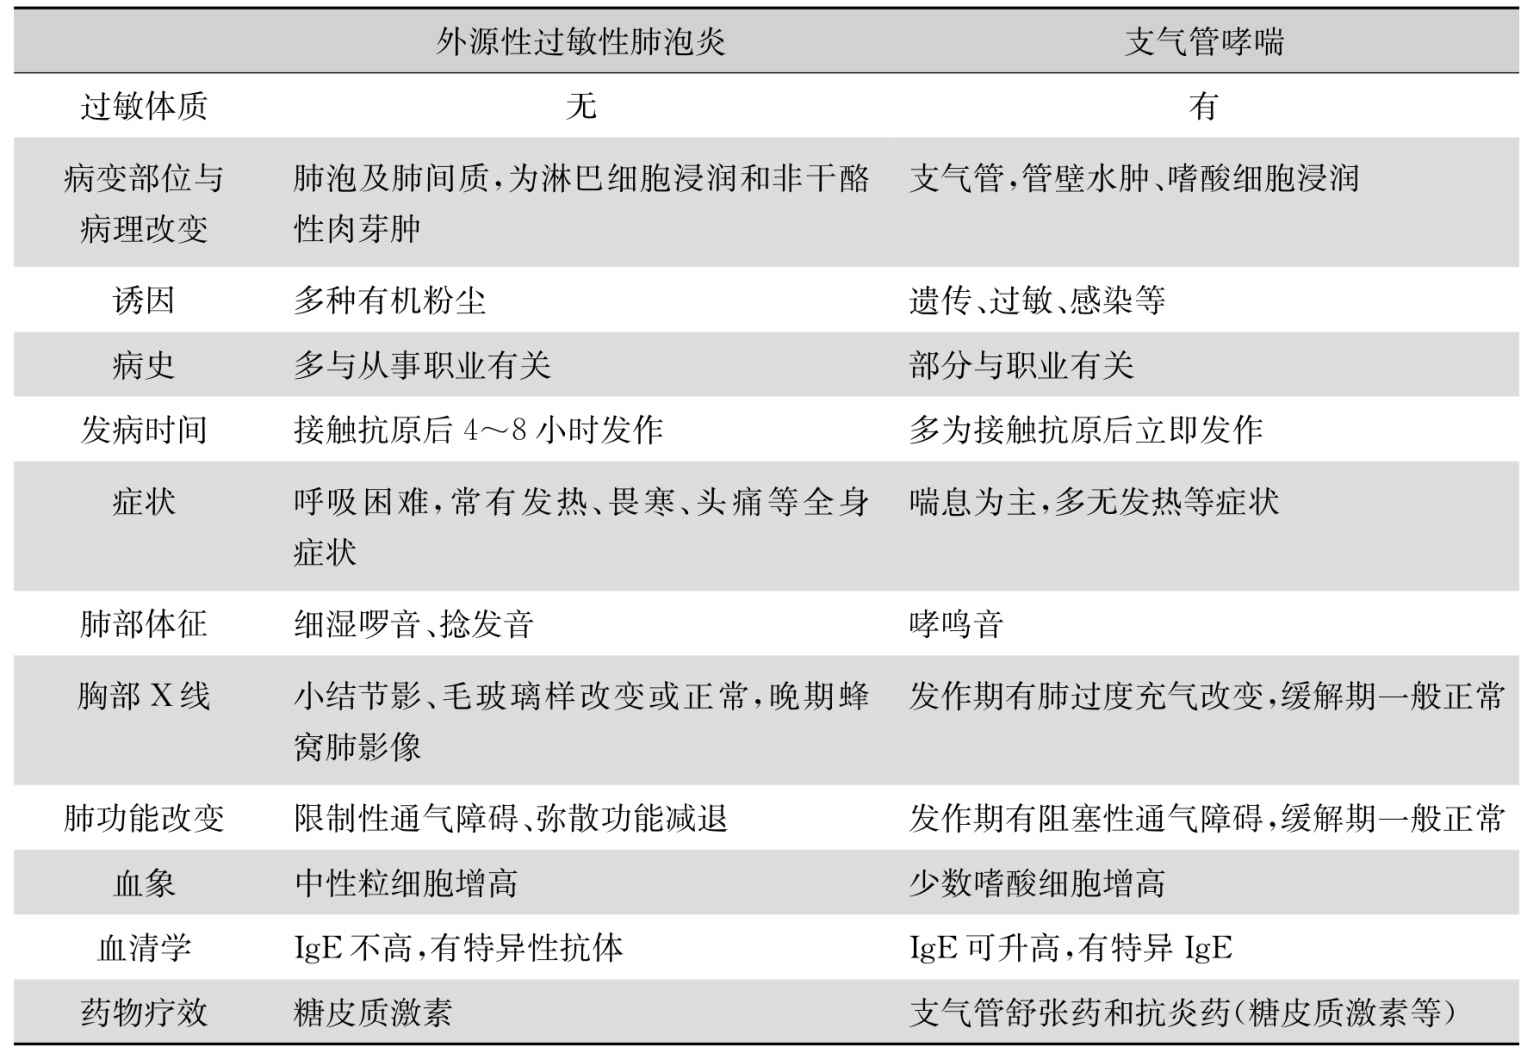 外源性过敏性肺泡炎 支气管哮喘
过敏体质 无 有
病变部位与 肺泡及肺间质,为淋巴细胞浸润和非干酪 支气管,管壁水肿、嗜酸细胞浸润
病理改变 性肉芽肿
诱因 多种有机粉尘 遗传、过敏、感染等
病史 多与从事职业有关 部分与职业有关
发病时间 接触抗原后 4～8 小时发作 多为接触抗原后立即发作
症状 呼吸困难,常有发热、畏寒、头痛等全身 喘息为主,多无发热等症状
症状
肺部体征 细湿啰音、捻发音 哮鸣音
胸部 X 线 小结节影、毛玻璃样改变或正常,晚期蜂 发作期有肺过度充气改变,缓解期一般正常
窝肺影像
肺功能改变 限制性通气障碍、弥散功能减退 发作期有阻塞性通气障碍,缓解期一般正常
血象 中性粒细胞增高 少数嗜酸细胞增高
血清学 IgE 不高,有特异性抗体 IgE 可升高,有特异 IgE
药物疗效 糖皮质激素 支气管舒张药和抗炎药(糖皮质激素等)